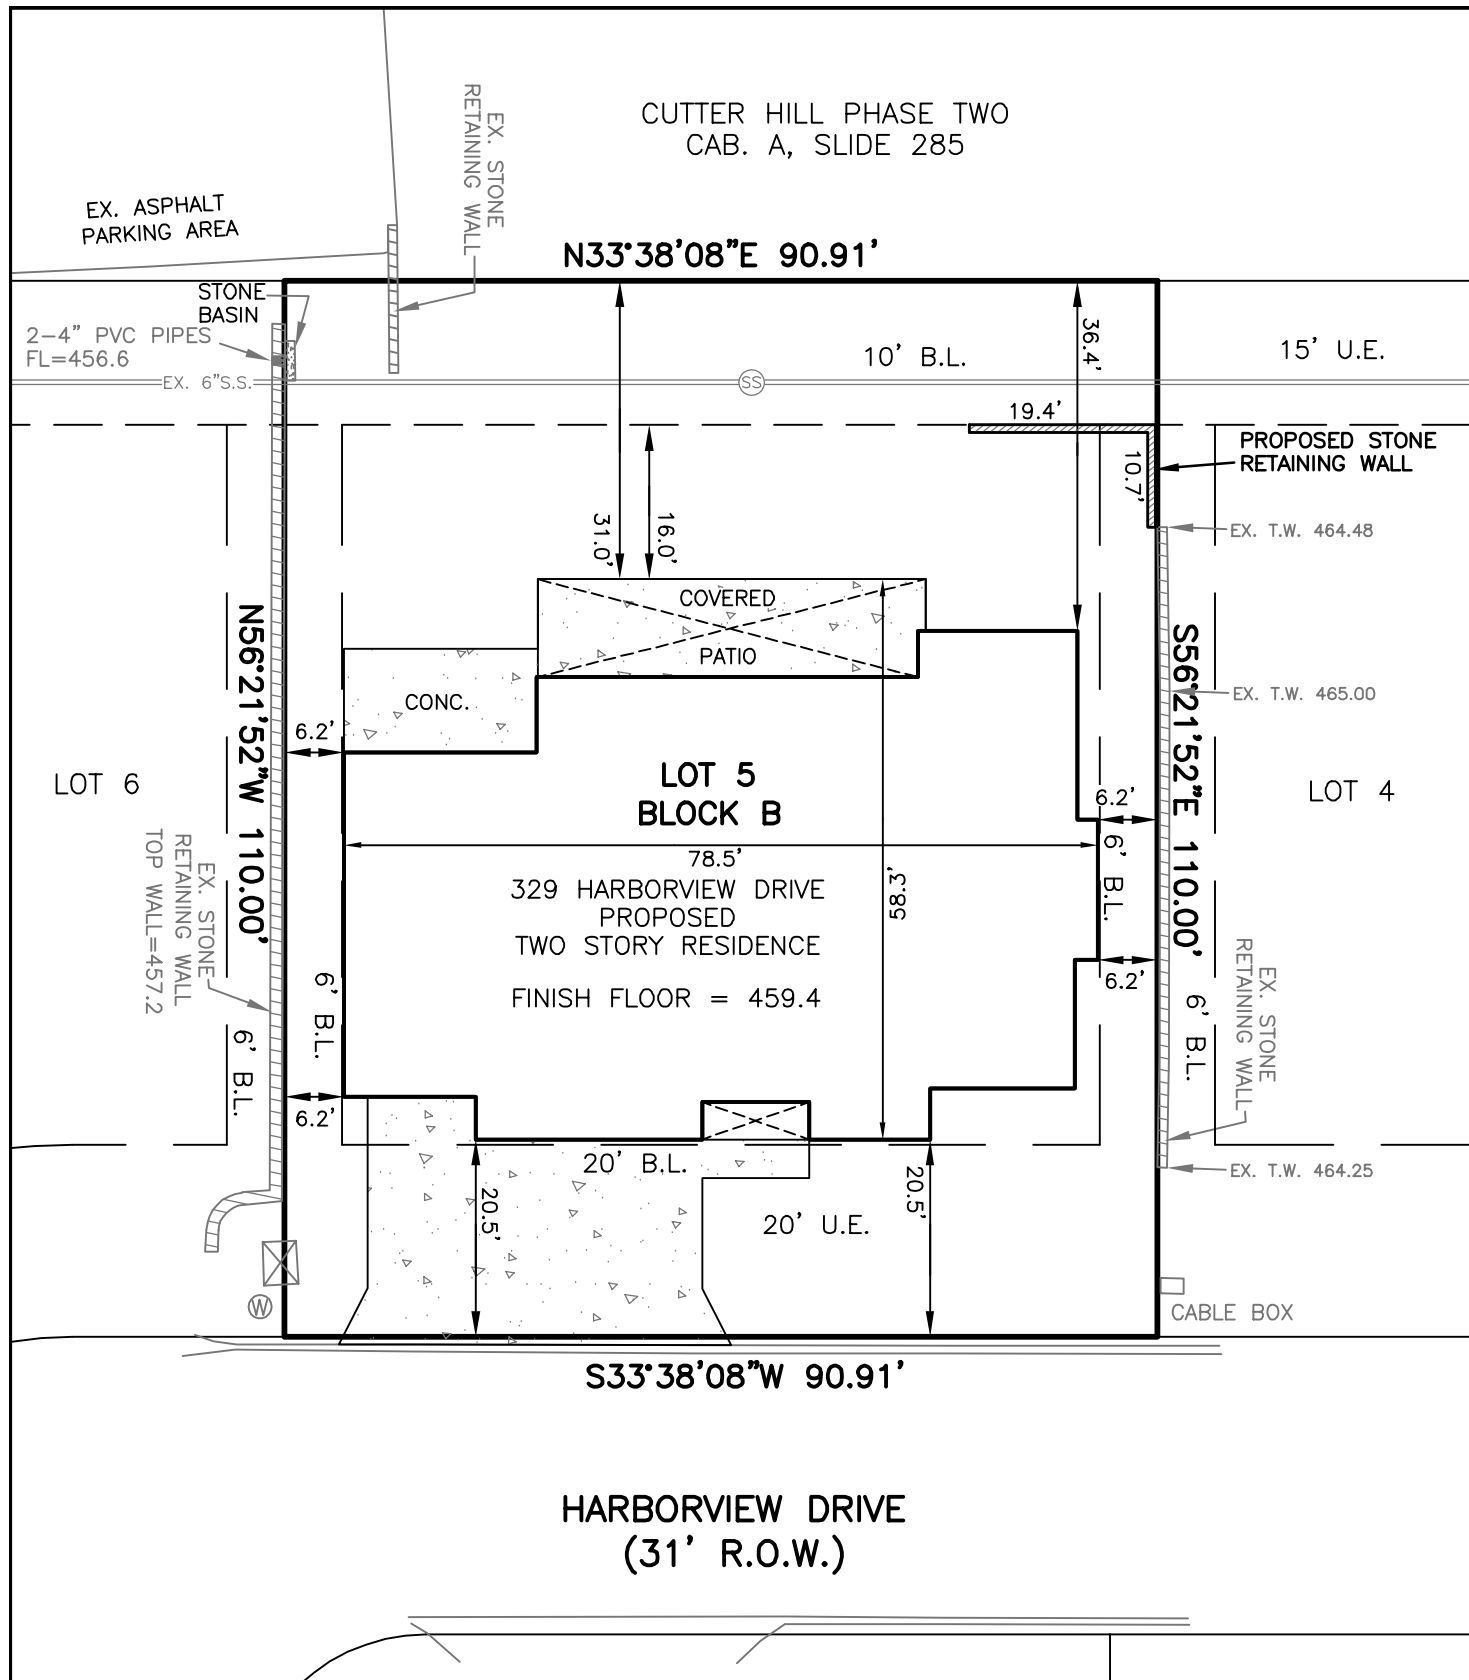 CUTTER HILL PHASE TWO
CAB. A, SLIDE 285
EX. STONE
RETAINING WALL
EX. ASPHALT
PARKING AREA
N33°38'08"E 90.91'
STONE
BASIN
2-4" PVC PIPES
FL=456.6
EX. 6"S.S.
SS
10' B.L.
36.4'
15' U.E.
19.4'
10.7'
PROPOSED STONE
RETAINING WALL
31.0'
16.0'
EX. T.W. 464.48
COVERED
PATIO
CONC.
6.2'
N56°21'52"W 110.00'
S56°21'52"E 110.00'
EX. T.W. 465.00
LOT 6
LOT 5
BLOCK B
LOT 4
6.2'
6' B.L.
78.5'
58.3'
329 HARBORVIEW DRIVE
PROPOSED
TWO STORY RESIDENCE
FINISH FLOOR = 459.4
EX. STONE
RETAINING WALL
TOP WALL=457.2
6' B.L.
6' B.L.
6.2'
6' B.L.
EX. STONE
RETAINING WALL
6.2'
20' B.L.
20.5'
20.5'
20' U.E.
EX. T.W. 464.25
W
CABLE BOX
S33°38'08"W 90.91'
HARBORVIEW DRIVE
(31' R.O.W.)